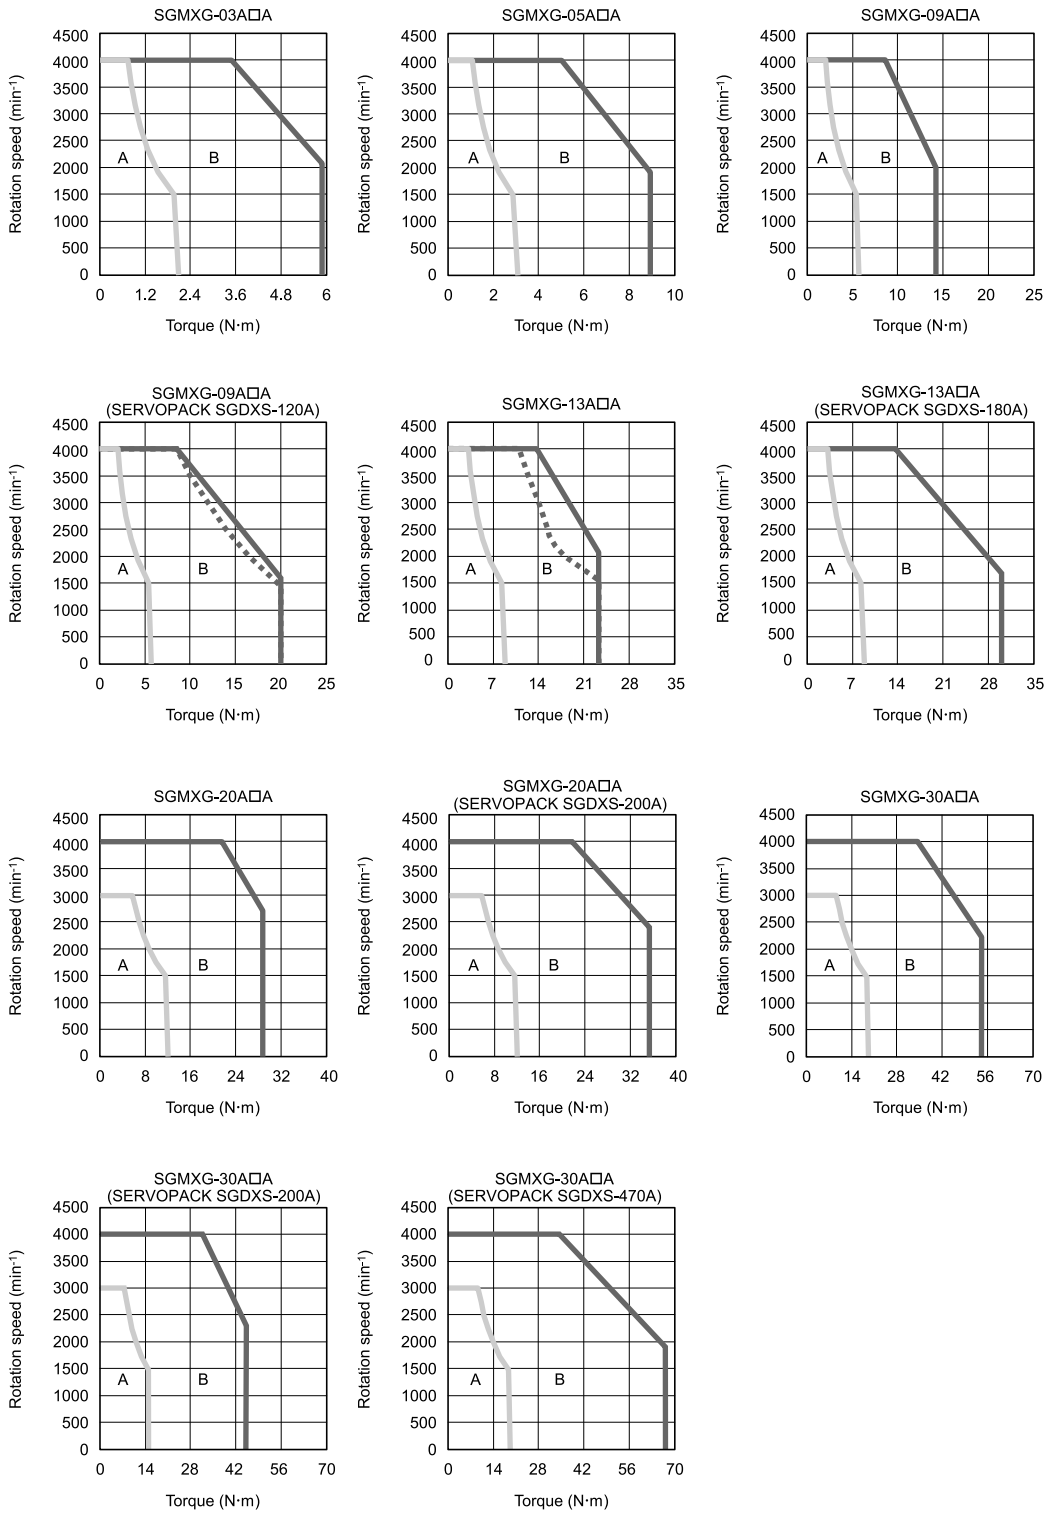 SGMXG-03A□A
Rotation speed (min-1)
4500
4000
3500
3000
2500
2000
1500
1000
500
0
A
B
0 1.2 2.4 3.6 4.8 6
Torque (N·m)
SGMXG-05A□A
Rotation speed (min-1)
4500
4000
3500
3000
2500
2000
1500
1000
500
0
A
B
0 2 4 6 8 10
Torque (N·m)
SGMXG-09A□A
Rotation speed (min-1)
4500
4000
3500
3000
2500
2000
1500
1000
500
0
A
B
0 5 10 15 20 25
Torque (N·m)
SGMXG-09A□A
(SERVOPACK SGDXS-120A)
Rotation speed (min-1)
4500
4000
3500
3000
2500
2000
1500
1000
500
0
A
B
0 5 10 15 20 25
Torque (N·m)
SGMXG-13A□A
Rotation speed (min-1)
4500
4000
3500
3000
2500
2000
1500
1000
500
0
A
B
0 7 14 21 28 35
Torque (N·m)
SGMXG-13A□A
(SERVOPACK SGDXS-180A)
Rotation speed (min-1)
4500
4000
3500
3000
2500
2000
1500
1000
500
0
A
B
0 7 14 21 28 35
Torque (N·m)
SGMXG-20A□A
Rotation speed (min-1)
4500
4000
3500
3000
2500
2000
1500
1000
500
0
A
B
0 8 16 24 32 40
Torque (N·m)
SGMXG-20A□A
(SERVOPACK SGDXS-200A)
Rotation speed (min-1)
4500
4000
3500
3000
2500
2000
1500
1000
500
0
A
B
0 8 16 24 32 40
Torque (N·m)
SGMXG-30A□A
Rotation speed (min-1)
4500
4000
3500
3000
2500
2000
1500
1000
500
0
A
B
0 14 28 42 56 70
Torque (N·m)
SGMXG-30A□A
(SERVOPACK SGDXS-200A)
Rotation speed (min-1)
4500
4000
3500
3000
2500
2000
1500
1000
500
0
A
B
0 14 28 42 56 70
Torque (N·m)
SGMXG-30A□A
(SERVOPACK SGDXS-470A)
Rotation speed (min-1)
4500
4000
3500
3000
2500
2000
1500
1000
500
0
A
B
0 14 28 42 56 70
Torque (N·m)